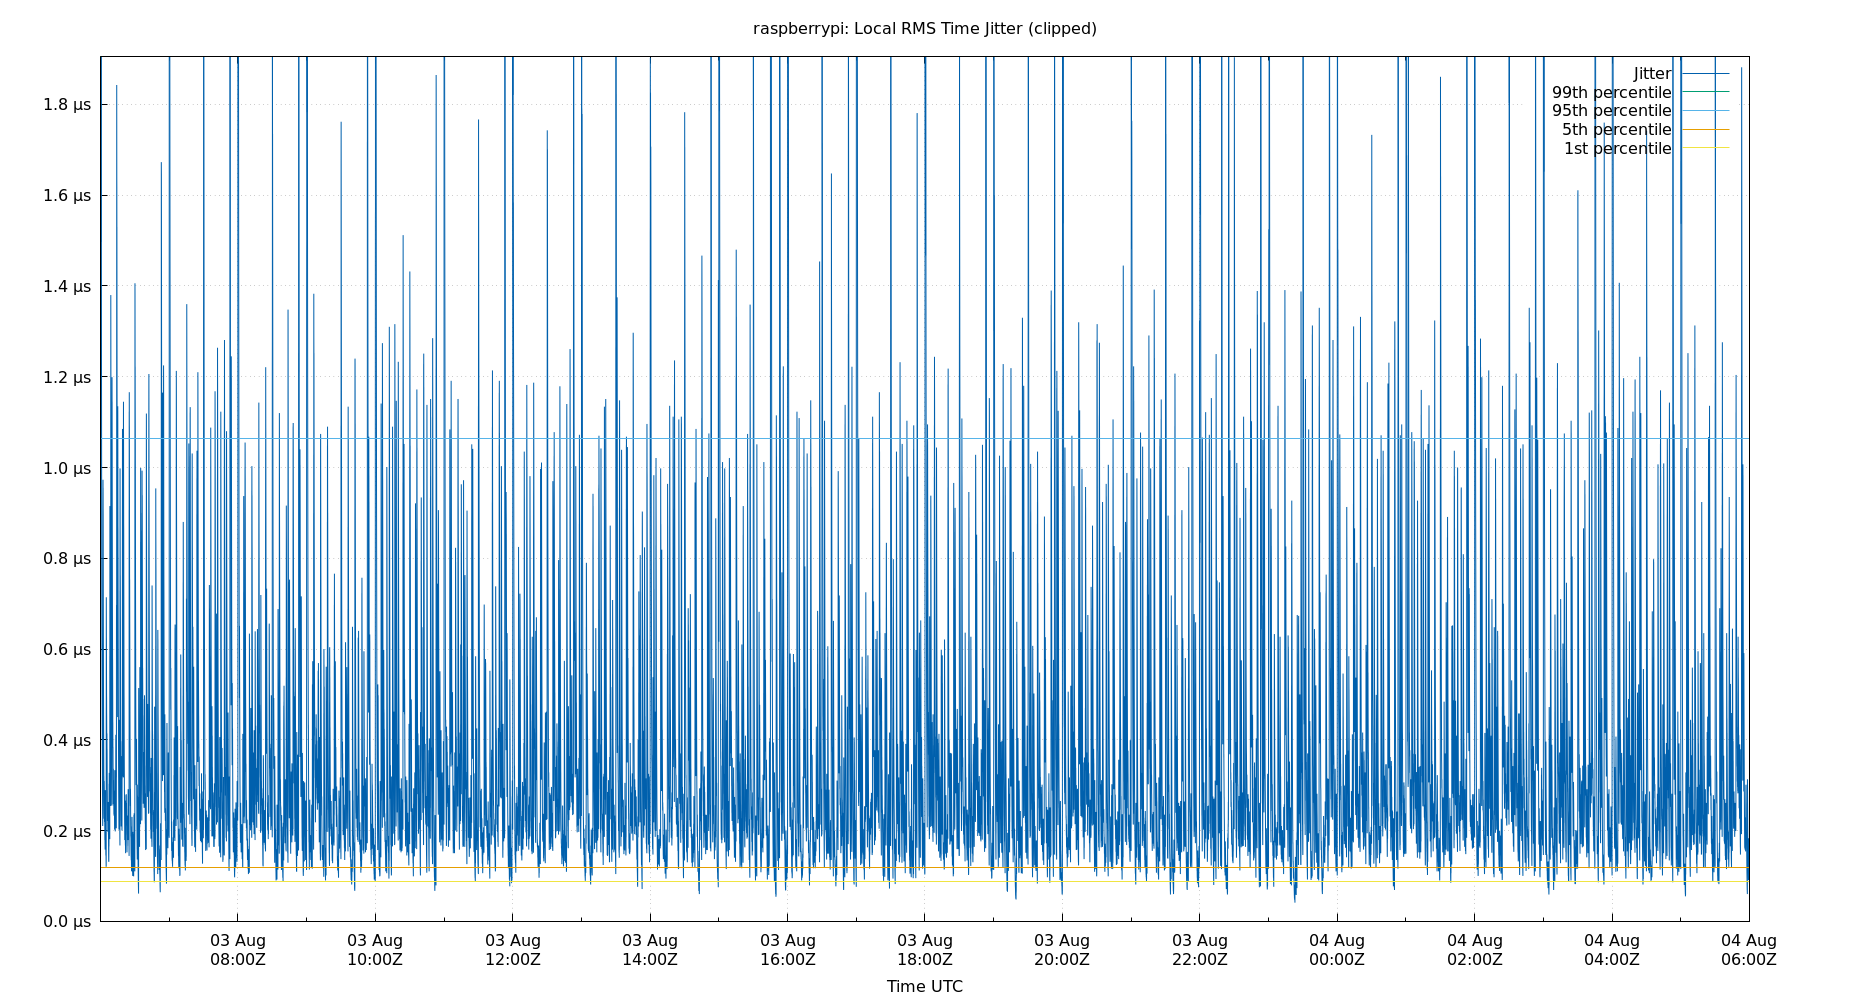 raspberrypi: Local RMS Time Jitter (clipped)
Jitter
99th percentile
95th percentile
5th percentile
1st percentile
1.8 μs
1.6 μs
1.4 μs
1.2 μs
1.0 μs
0.8 μs
0.6 μs
0.4 μs
0.2 μs
0.0 μs
03 Aug 03 Aug 03 Aug 03 Aug 03 Aug 03 Aug 03 Aug 03 Aug 04 Aug 04 Aug 04 Aug 04 Aug
08:00Z 10:00Z 12:00Z 14:00Z 16:00Z 18:00Z 20:00Z 22:00Z 00:00Z 02:00Z 04:00Z 06:00Z
Time UTC